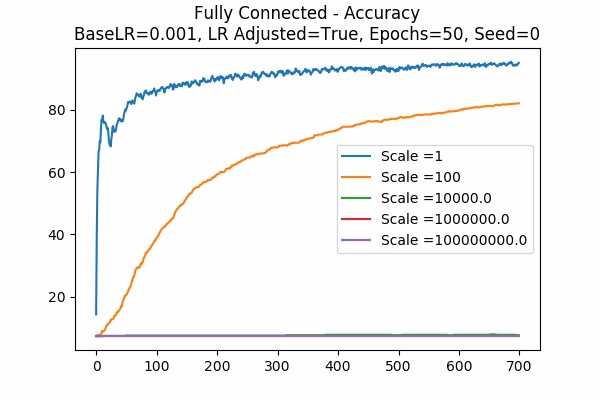 Fully Connected - Accuracy
BaseLR=0.001, LR Adjusted=True, Epochs=50, Seed=0
80
60
40
20
Scale =1
Scale =100
Scale =10000.0
Scale =1000000.0
Scale =100000000.0
0 100 200 300 400 500 600 700